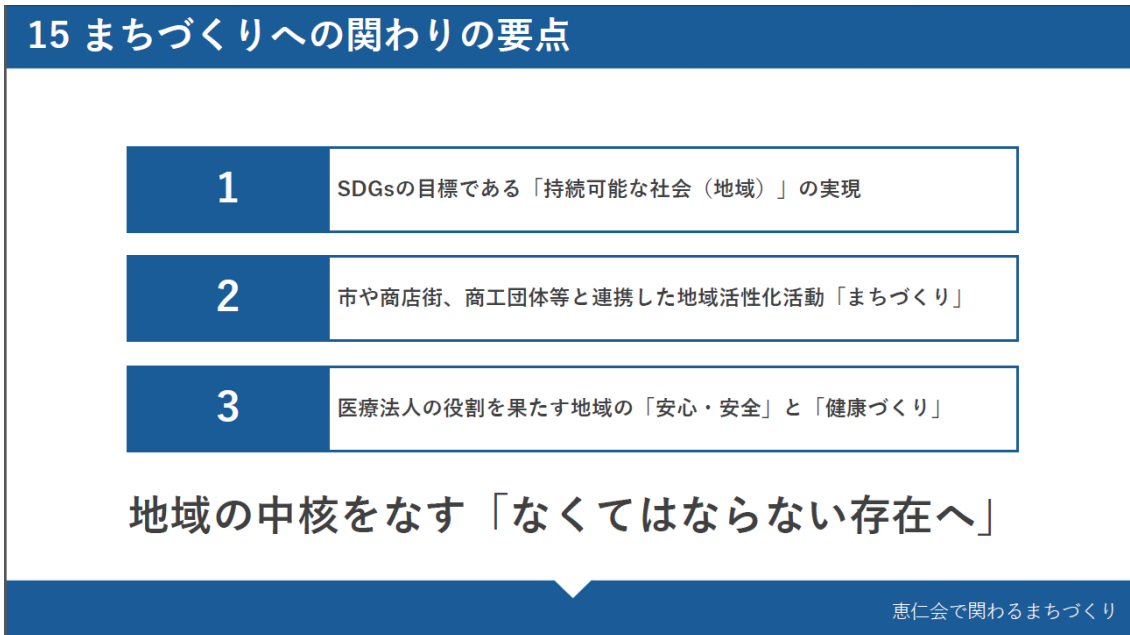 15 まちづくりへの関わりの要点
1
SDGsの目標である「持続可能な社会（地域）」の実現
2
市や商店街、商工団体等と連携した地域活性化活動「まちづくり」
3
医療法人の役割を果たす地域の「安心・安全」と「健康づくり」
地域の中核をなす「なくてはならない存在へ」
恵仁会で関わるまちづくり